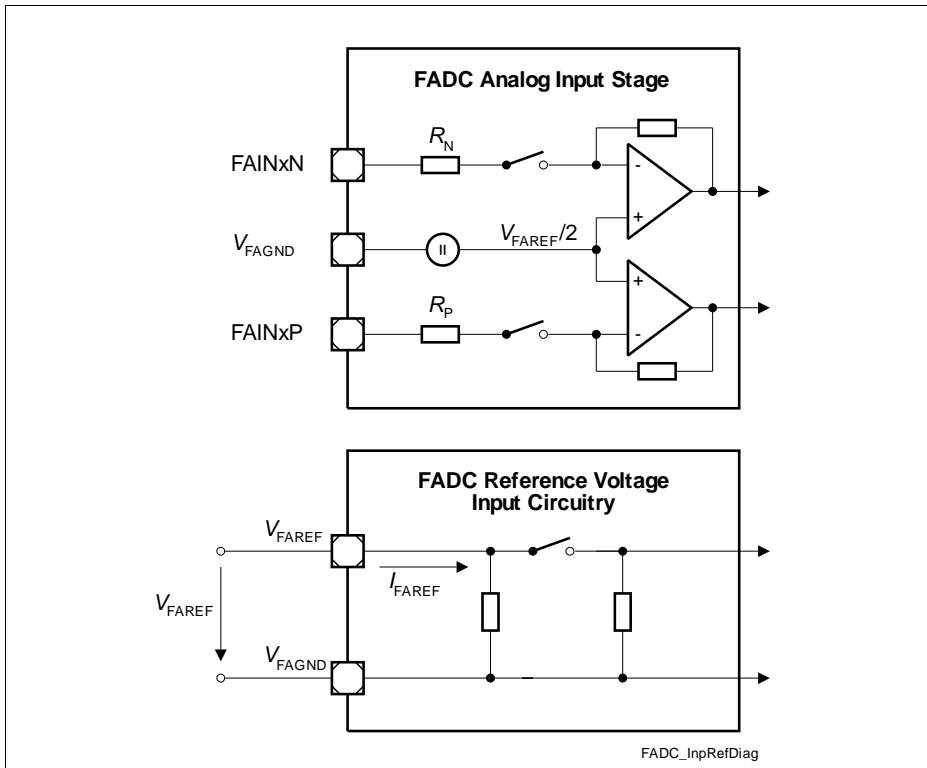 FADC Analog Input Stage
R_N
FAINxN
-
+
V_FAGND
=
V_FAREF/2
+
R_P
FAINxP
-
FADC Reference Voltage
Input Circuitry
V_FAREF
I_FAREF
V_FAREF
V_FAGND
FADC_InpRefDiag